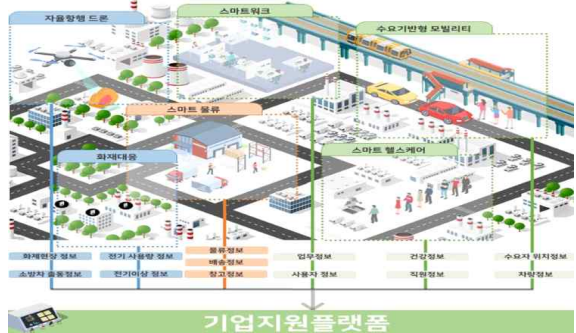 자율항행 드론
스마트워크
수요기반형 모빌리티
스마트 물류
화재대응
스마트 헬스케어
화재현장 정보
전기 사용량 정보
물류정보
배송정보
업무정보
건강정보
수요자 위치정보
소방차 출동정보
전기이상 정보
창고정보
사용자 정보
직원정보
차량정보
기업지원플랫폼